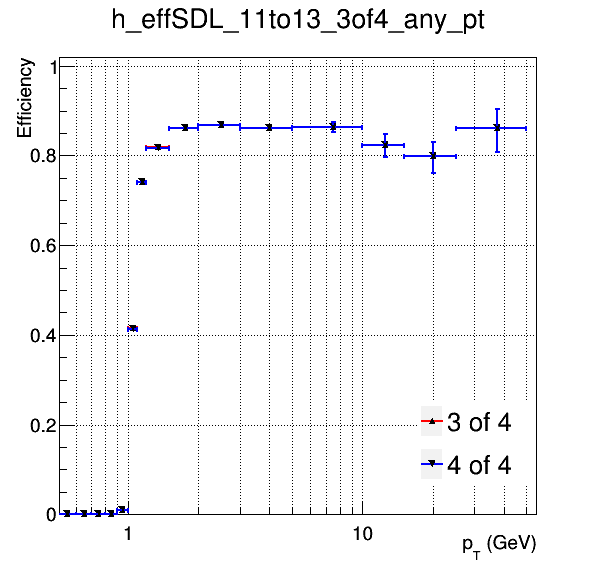 h_effSDL_11to13_3of4_any_pt
Efficiency
1
0.8
0.6
0.4
0.2
0
3 of 4
4 of 4
1
10
p_T (GeV)